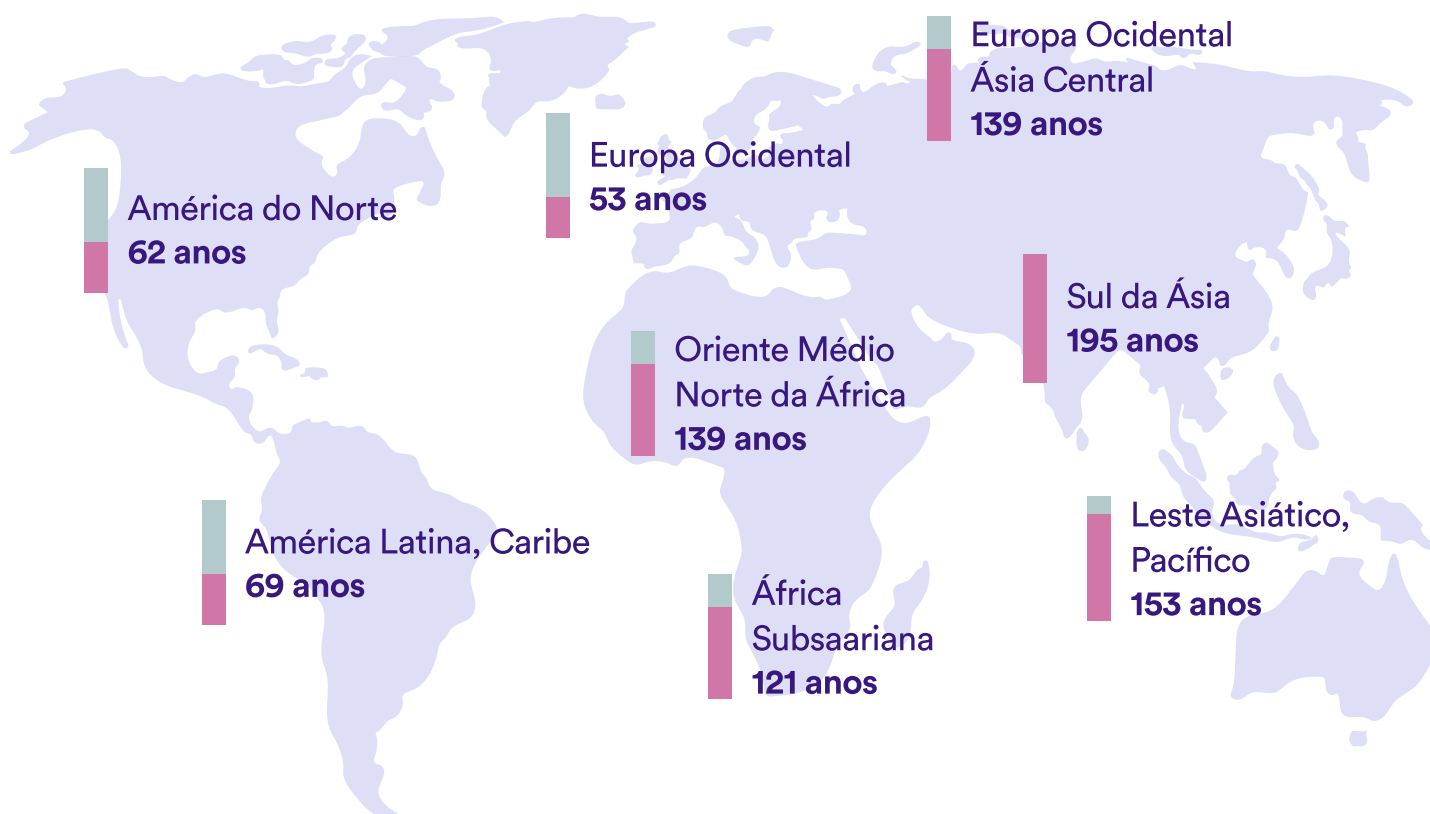 Europa Ocidental
Ásia Central
139 anos
Europa Ocidental
53 anos
América do Norte
62 anos
Sul da Ásia
195 anos
Oriente Médio
Norte da África
139 anos
América Latina, Caribe
69 anos
Leste Asiático,
Pacífico
153 anos
África
Subsaariana
121 anos